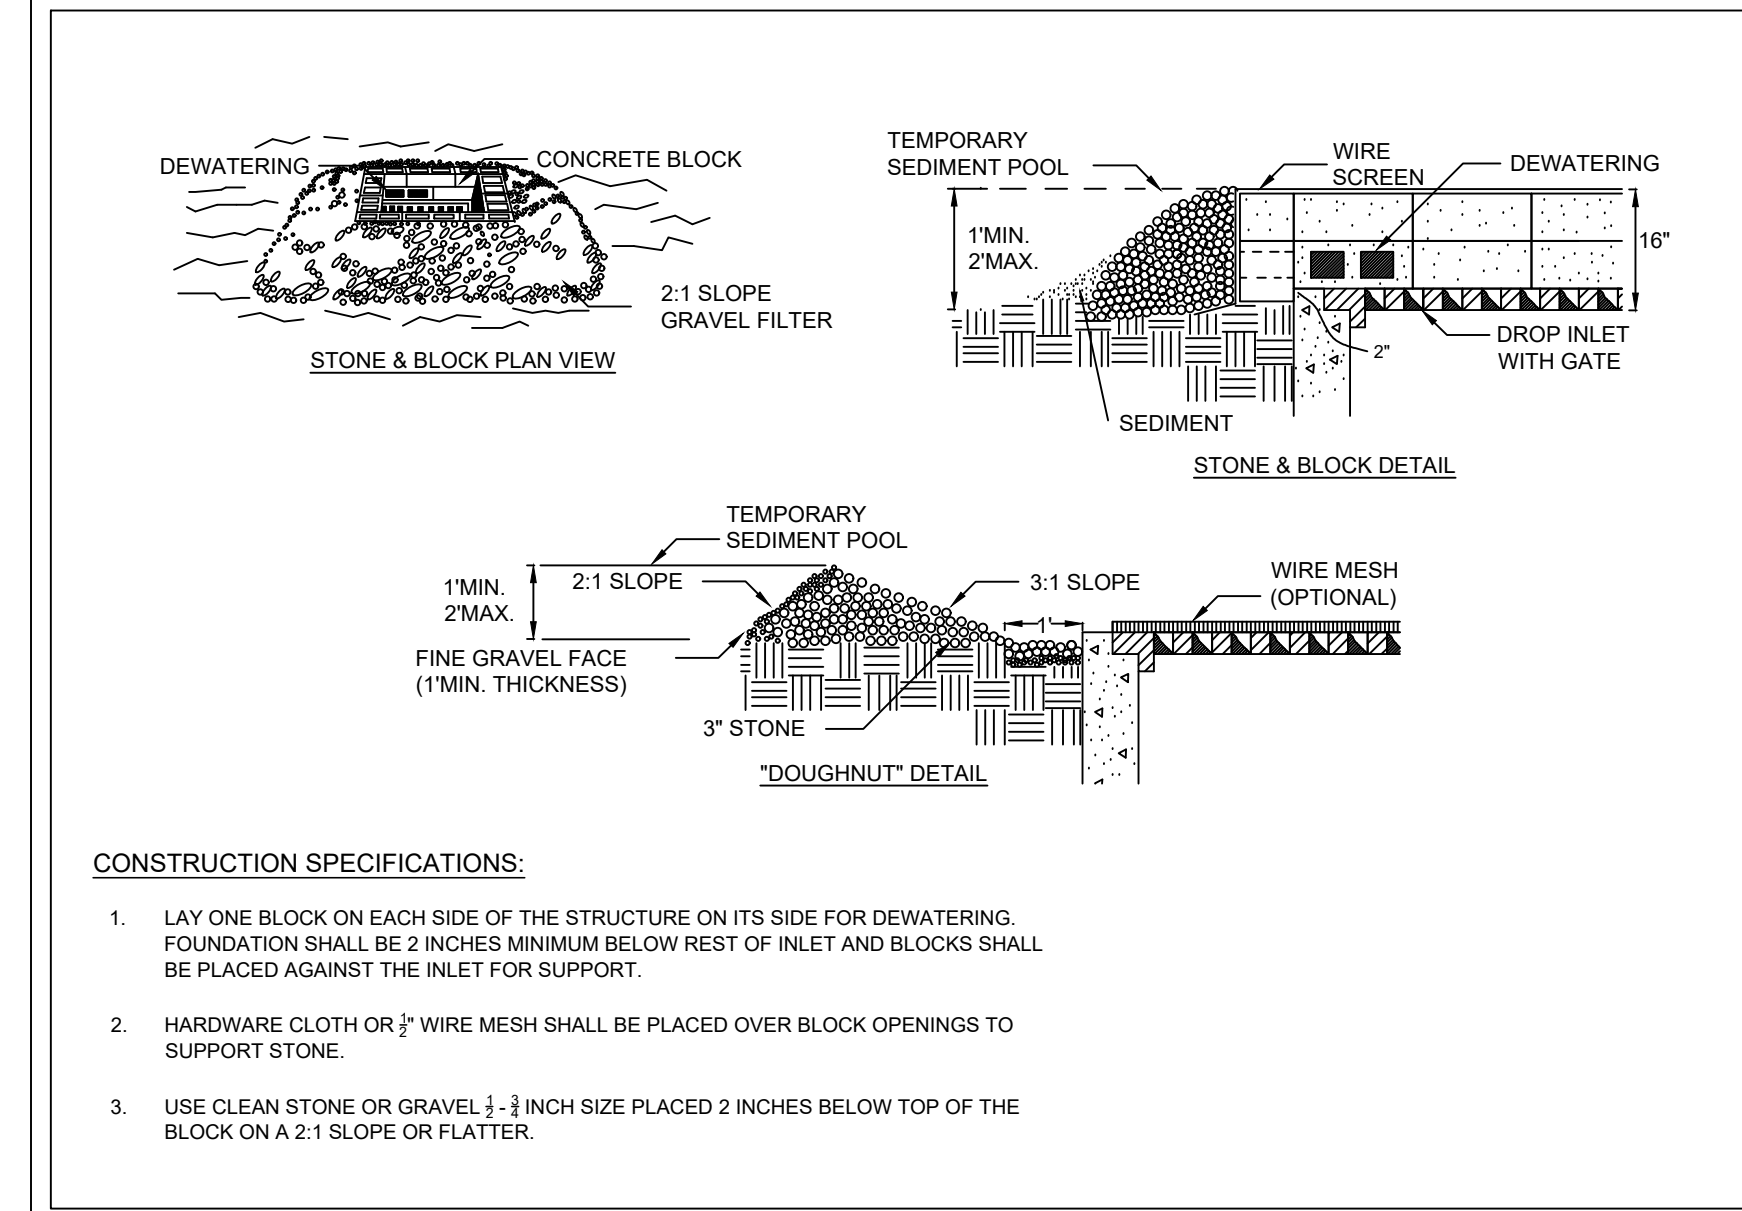 DEWATERING
CONCRETE BLOCK
2:1 SLOPE
GRAVEL FILTER
STONE & BLOCK PLAN VIEW
TEMPORARY
SEDIMENT POOL
WIRE
SCREEN
DEWATERING
1'MIN.
2'MAX.
16"
DROP INLET
WITH GATE
2"
SEDIMENT
STONE & BLOCK DETAIL
TEMPORARY
SEDIMENT POOL
1'MIN.
2'MAX.
2:1 SLOPE
3:1 SLOPE
WIRE MESH
(OPTIONAL)
1'
FINE GRAVEL FACE
(1'MIN. THICKNESS)
3" STONE
"DOUGHNUT" DETAIL
CONSTRUCTION SPECIFICATIONS:
1. LAY ONE BLOCK ON EACH SIDE OF THE STRUCTURE ON ITS SIDE FOR DEWATERING.
FOUNDATION SHALL BE 2 INCHES MINIMUM BELOW REST OF INLET AND BLOCKS SHALL
BE PLACED AGAINST THE INLET FOR SUPPORT.
2. HARDWARE CLOTH OR 1/2" WIRE MESH SHALL BE PLACED OVER BLOCK OPENINGS TO
SUPPORT STONE.
3. USE CLEAN STONE OR GRAVEL 1/2 - 3/4 INCH SIZE PLACED 2 INCHES BELOW TOP OF THE
BLOCK ON A 2:1 SLOPE OR FLATTER.